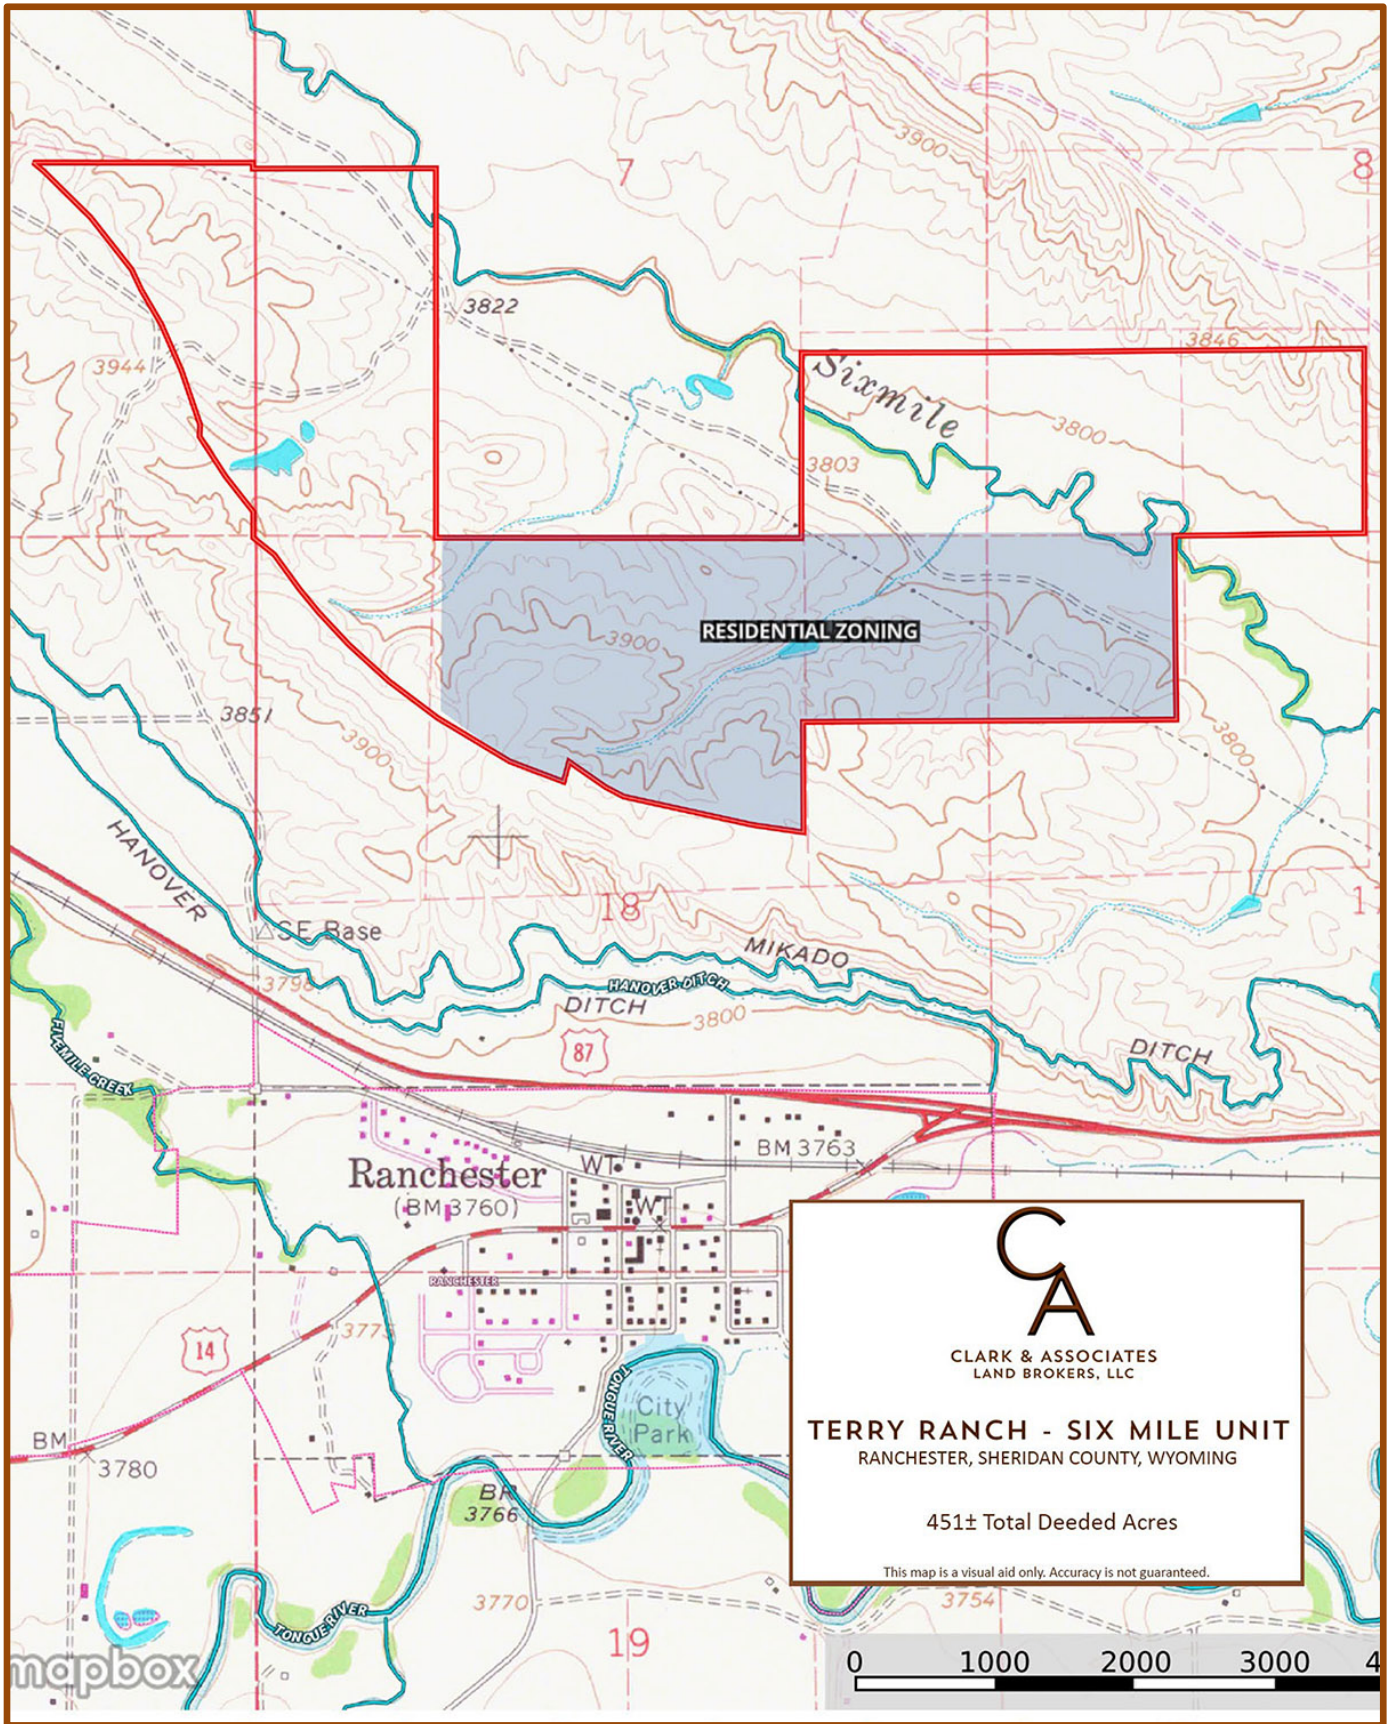 3900
7
8
3822
3846
3944
Sixmile
3800
3803
RESIDENTIAL ZONING
3900
3851
3900
3800
HANOVER
18
SE Base
MIKADO
3798
HANOVER DITCH
DITCH
3800
87
DITCH
FIVEMILE CREEK
BM 3763
WT
Ranchester
(BM 3760)
WT
RANCHESTER
3775
14
TONGUE RIVER
City
Park
BM
3780
BR
3766
3770
TONGUE RIVER
19
3754
CA
CLARK & ASSOCIATES
LAND BROKERS, LLC
TERRY RANCH - SIX MILE UNIT
RANCHESTER, SHERIDAN COUNTY, WYOMING
451± Total Deeded Acres
This map is a visual aid only. Accuracy is not guaranteed.
mapbox
0 1000 2000 3000